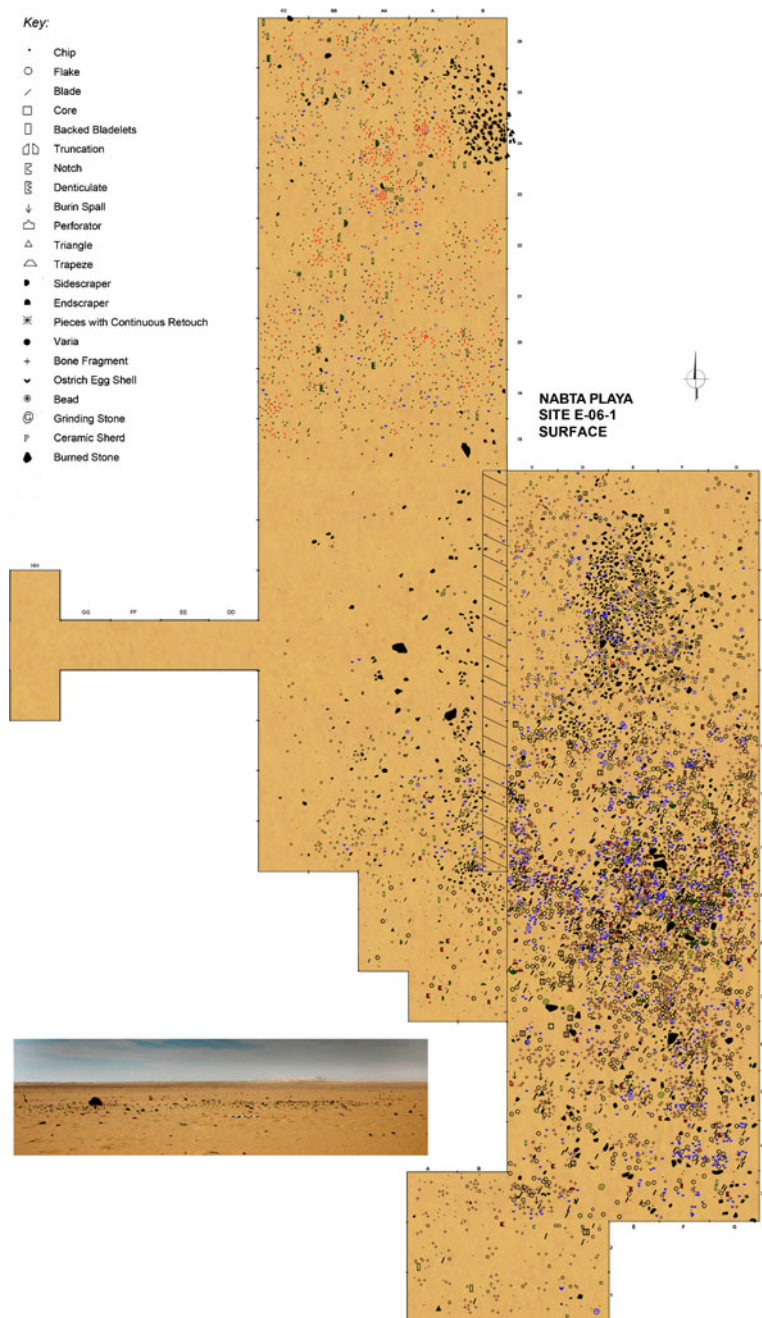 Key:
Chip
Flake
Blade
Core
Backed Bladelets
Truncation
Notch
Denticulate
Burin Spall
Perforator
Triangle
Trapeze
Sidescraper
Endscraper
Pieces with Continuous Retouch
Varia
Bone Fragment
Ostrich Egg Shell
Bead
Grinding Stone
P Ceramic Sherd
Burned Stone
CC BB AA A B
NABTA PLAYA
SITE E-06-1
SURFACE
C D E F G
HH
GG FF EE DD
A B
C E F G